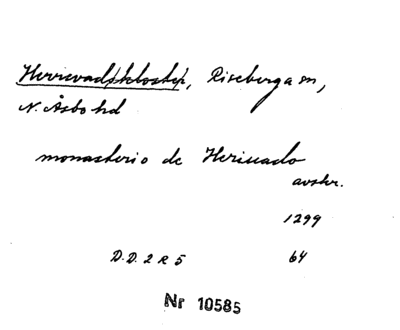 Herrevadskloster, Riseberga sn,
N. Åsbo hd
monasterio de Heriuado
avskr.
1299
D.D. 2 R 5 64
Nr 10585